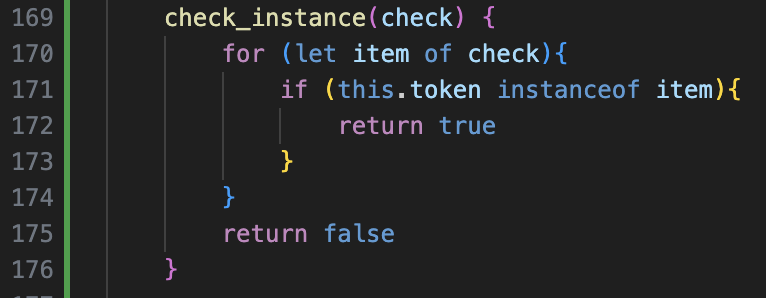 169 check_instance(check) {
170 for (let item of check){
171 if (this.token instanceof item){
172 return true
173 }
174 }
175 return false
176 }